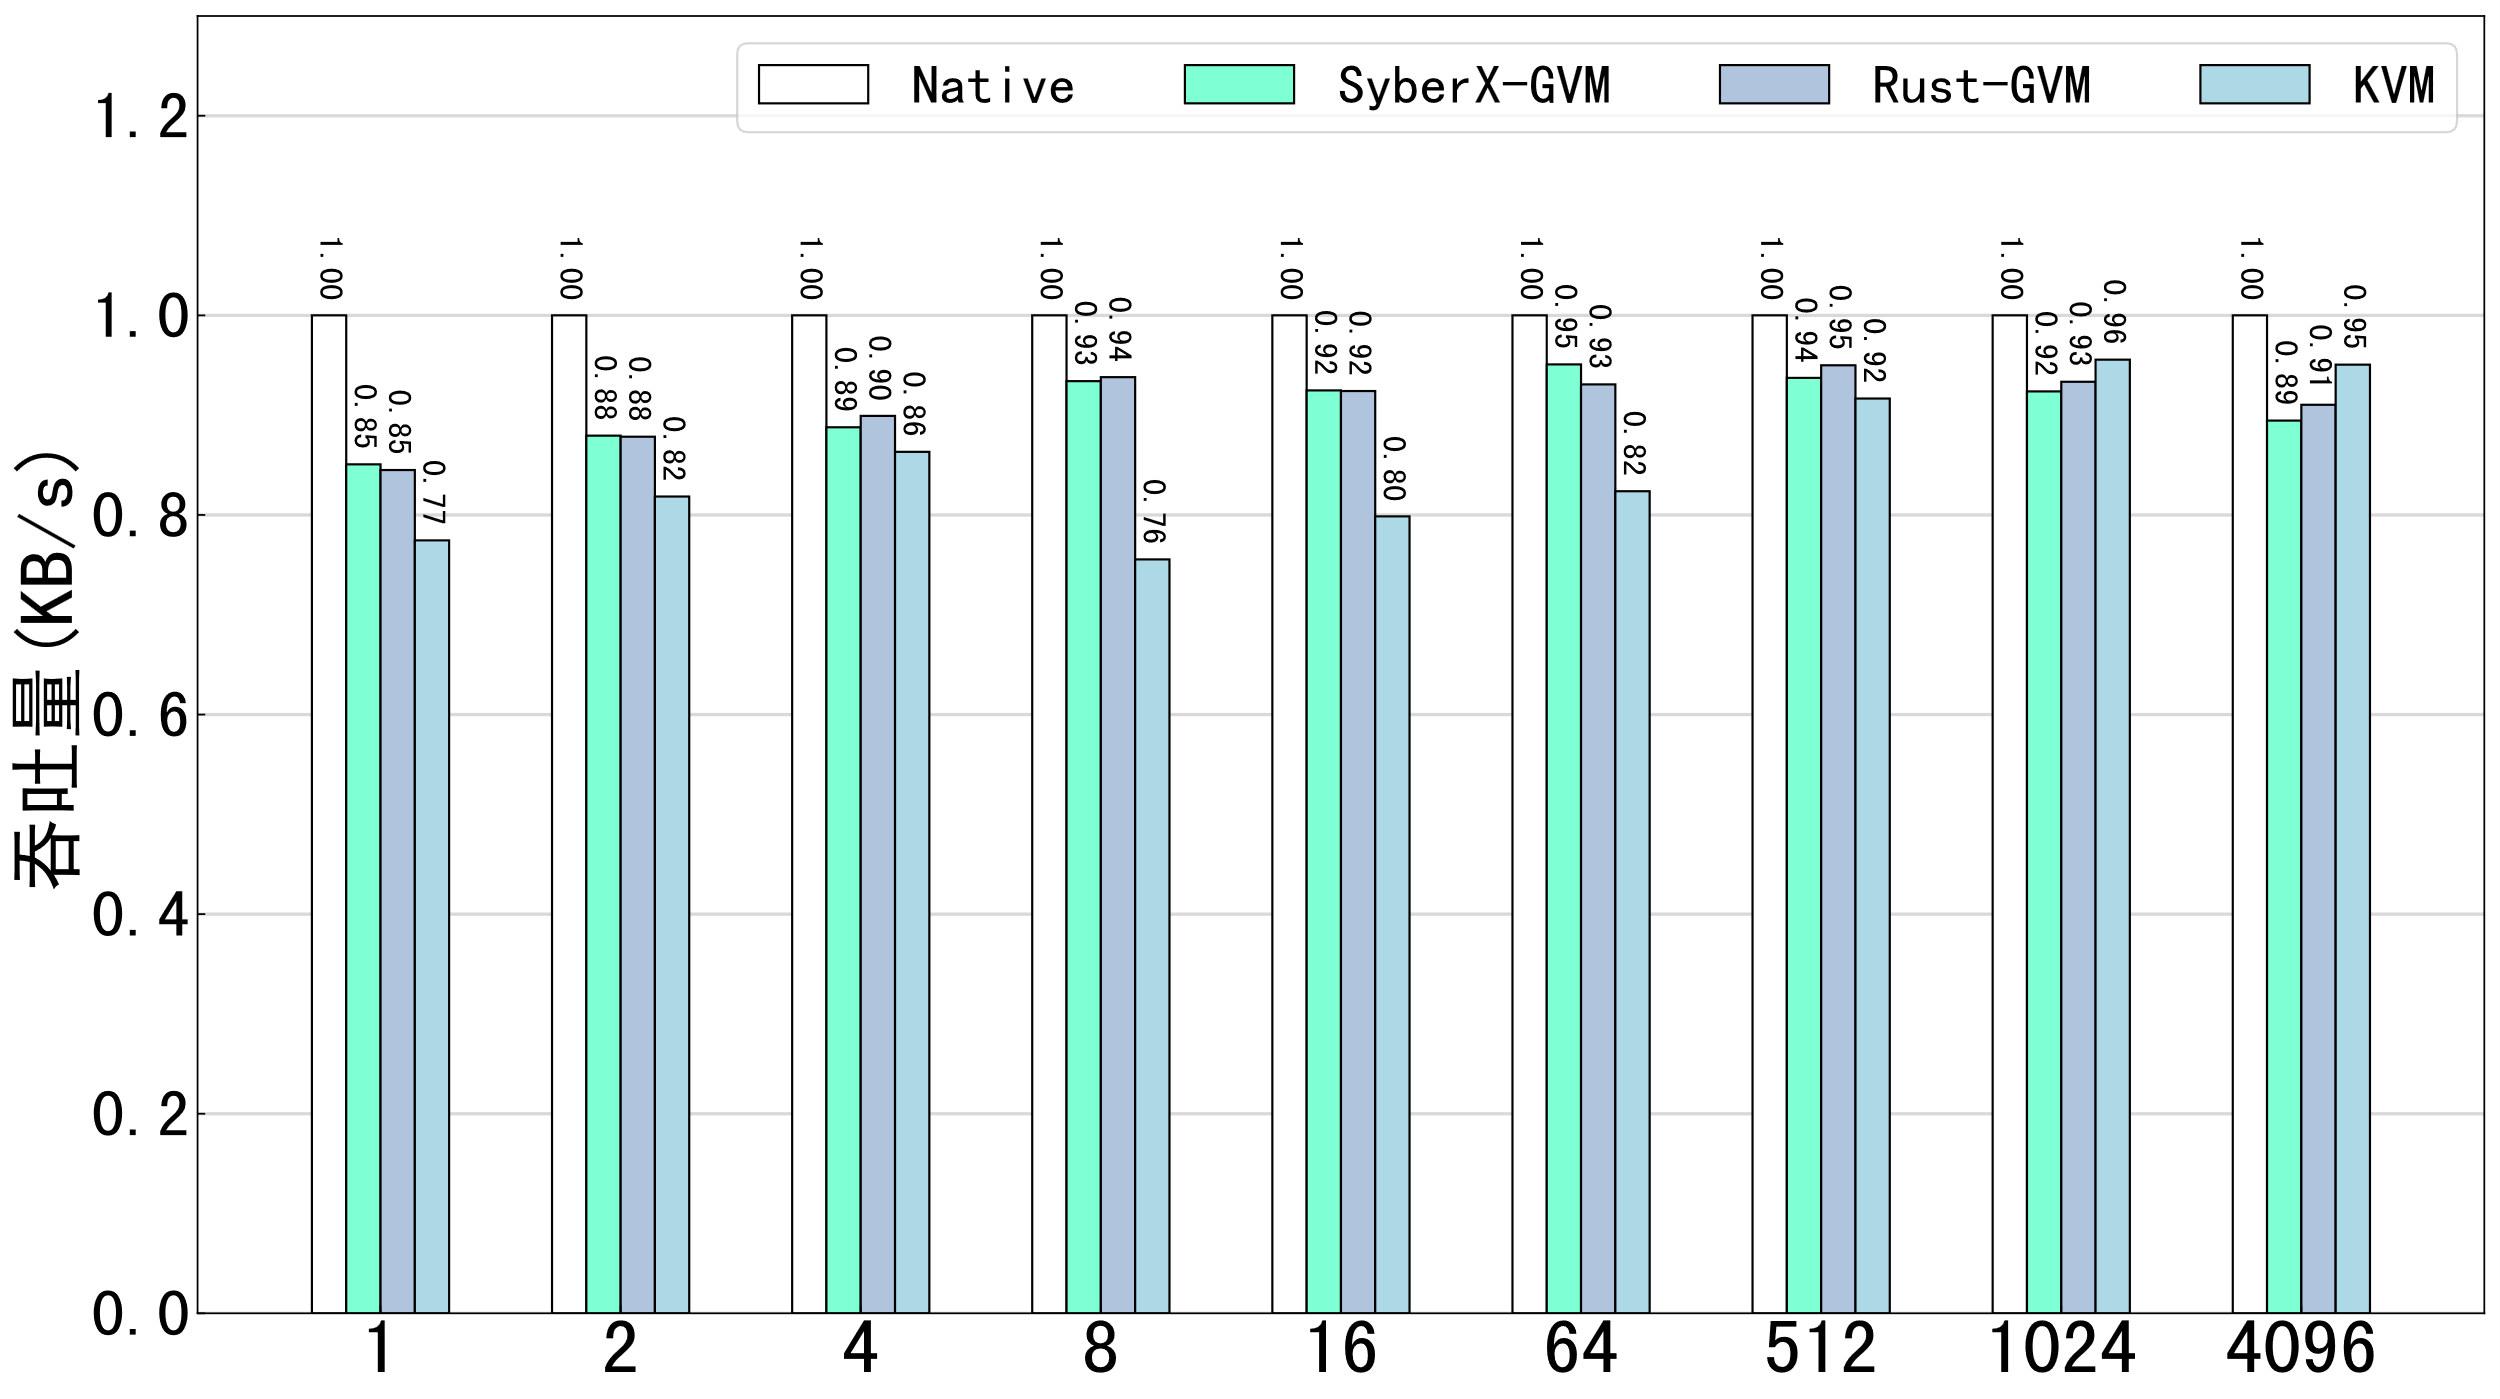 Native SyberX-GVM Rust-GVM KVM
吞吐量(KB/s)
1.2
1.0
0.8
0.6
0.4
0.2
0.0
1.00 0.85 0.85 0.77
1.00 0.88 0.88 0.82
1.00 0.89 0.90 0.86
1.00 0.93 0.94 0.76
1.00 0.92 0.92 0.80
1.00 0.95 0.93 0.82
1.00 0.94 0.95 0.92
1.00 0.92 0.93 0.96
1.00 0.89 0.91 0.95
1 2 4 8 16 64 512 1024 4096